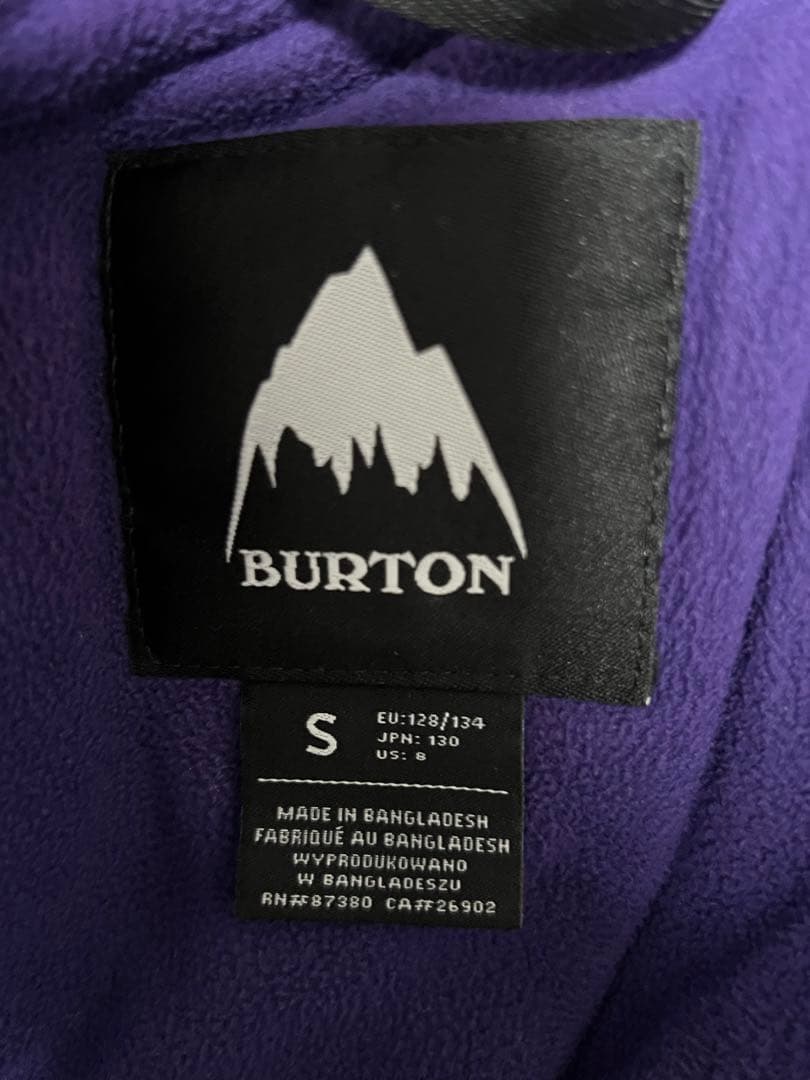 BURTON
S
EU:128/134
JPN: 130
US: 8
MADE IN BANGLADESH
FABRIQUÉ AU BANGLADESH
WYPRODUKOWANO
W BANGLADESZU
RN#87380 CA#26902